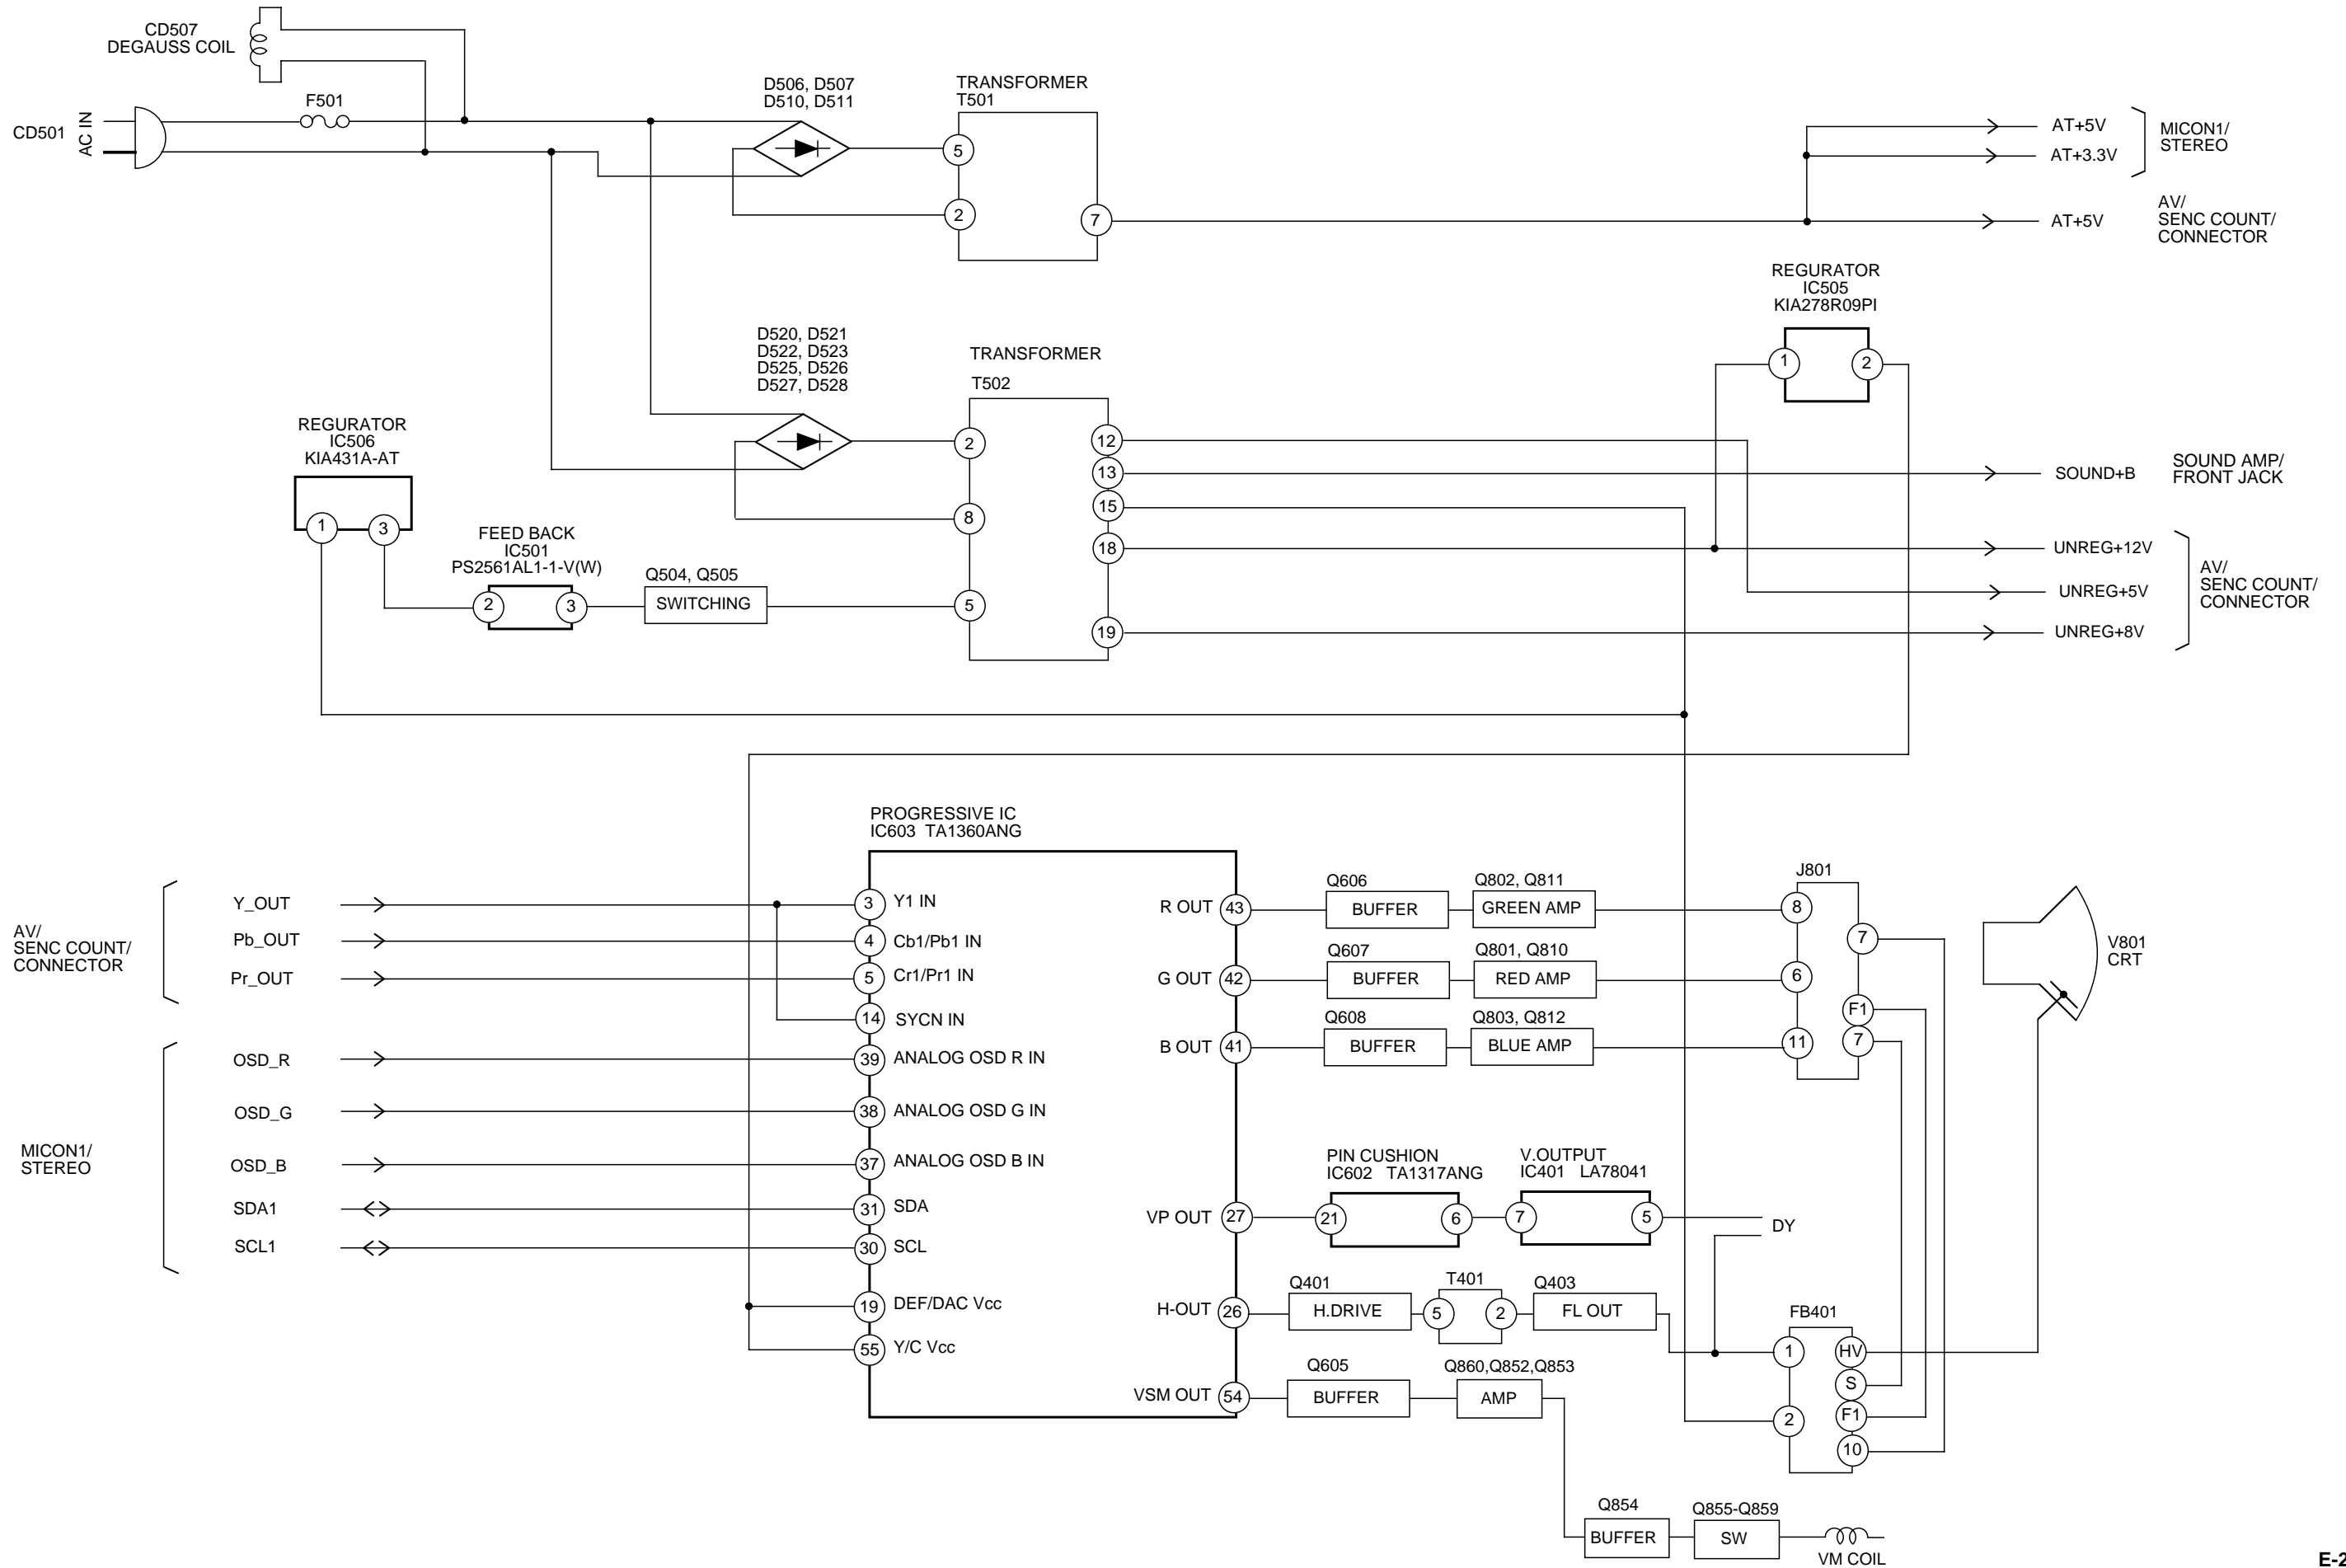 CD507
DEGAUSS COIL
F501
CD501
AC IN
D506, D507
D510, D511
TRANSFORMER
T501
5
2
7
AT+5V
AT+3.3V
MICON1/
STEREO
AT+5V
AV/
SENC COUNT/
CONNECTOR
REGURATOR
IC505
KIA278R09PI
1
2
D520, D521
D522, D523
D525, D526
D527, D528
TRANSFORMER
T502
2
8
5
12
13
15
18
19
REGURATOR
IC506
KIA431A-AT
1
3
FEED BACK
IC501
PS2561AL1-1-V(W)
2
3
Q504, Q505
SWITCHING
SOUND+B
SOUND AMP/
FRONT JACK
UNREG+12V
UNREG+5V
UNREG+8V
AV/
SENC COUNT/
CONNECTOR
PROGRESSIVE IC
IC603 TA1360ANG
AV/
SENC COUNT/
CONNECTOR
Y_OUT
Pb_OUT
Pr_OUT
MICON1/
STEREO
OSD_R
OSD_G
OSD_B
SDA1
SCL1
3 Y1 IN
4 Cb1/Pb1 IN
5 Cr1/Pr1 IN
14 SYCN IN
39 ANALOG OSD R IN
38 ANALOG OSD G IN
37 ANALOG OSD B IN
31 SDA
30 SCL
19 DEF/DAC Vcc
55 Y/C Vcc
R OUT 43
G OUT 42
B OUT 41
VP OUT 27
H-OUT 26
VSM OUT 54
Q606
BUFFER
Q802, Q811
GREEN AMP
Q607
BUFFER
Q801, Q810
RED AMP
Q608
BUFFER
Q803, Q812
BLUE AMP
J801
8
6
11
7
F1
7
V801
CRT
PIN CUSHION
IC602 TA1317ANG
21
6
V.OUTPUT
IC401 LA78041
7
5
DY
Q401
H.DRIVE
T401
5
2
Q403
FL OUT
FB401
1
2
HV
S
F1
10
Q605
BUFFER
Q860,Q852,Q853
AMP
Q854
BUFFER
Q855-Q859
SW
VM COIL
E-2